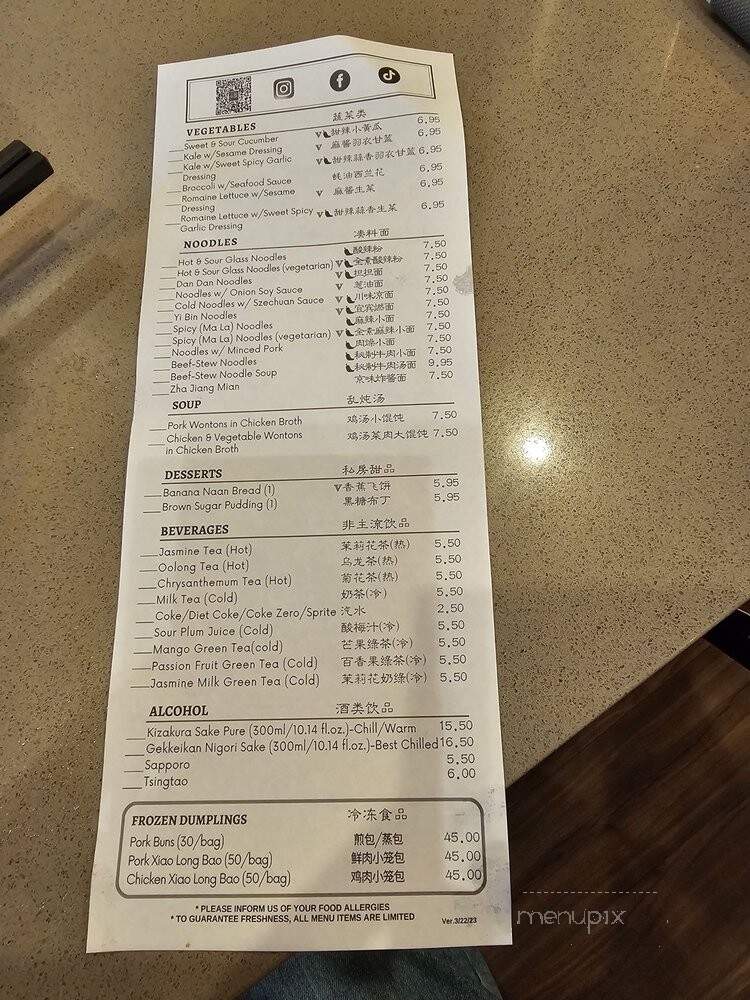 VEGETABLES 蔬菜类
Sweet & Sour Cucumber 甜辣小黃瓜 6.95
Kale w/Sesame Dressing V 麻醬羽衣甘蓝 6.95
Kale w/Sweet Spicy Garlic Dressing V 甜辣蒜香羽衣甘蓝 6.95
Broccoli w/Seafood Sauce 蚝油西兰花 6.95
Romaine Lettuce w/Sesame Dressing V 麻醬生菜 6.95
Romaine Lettuce w/Sweet Spicy Garlic Dressing V 甜辣蒜香生菜 6.95
NOODLES 凑料面
Hot & Sour Glass Noodles 酸辣粉 7.50
Hot & Sour Glass Noodles (vegetarian) V 全素酸辣粉 7.50
Dan Dan Noodles V 担担面 7.50
Noodles w/ Onion Soy Sauce V 葱油面 7.50
Cold Noodles w/ Szechuan Sauce V 川味凉面 7.50
Yi Bin Noodles V 宜宾燃面 7.50
Spicy (Ma La) Noodles 麻辣小面 7.50
Spicy (Ma La) Noodles (vegetarian) V 全素麻辣小面 7.50
Noodles w/ Minced Pork 肉燥小面 7.50
Beef-Stew Noodles 秘制牛肉小面 7.50
Beef-Stew Noodle Soup 秘制牛肉汤面 9.95
Zha Jiang Mian 京味炸醬面 7.50
SOUP 乱炖汤
Pork Wontons in Chicken Broth 鸡汤小馄饨 7.50
Chicken & Vegetable Wontons 鸡汤菜肉大馄饨 7.50
in Chicken Broth
DESSERTS 私房甜品
Banana Naan Bread (1) V 香蕉飞饼 5.95
Brown Sugar Pudding (1) 黑糖布丁 5.95
BEVERAGES 非主流饮品
Jasmine Tea (Hot) 茉莉花茶(热) 5.50
Oolong Tea (Hot) 乌龙茶(热) 5.50
Chrysanthemum Tea (Hot) 菊花茶(热) 5.50
Milk Tea (Cold) 奶茶(冷) 5.50
Coke/Diet Coke/Coke Zero/Sprite 汽水 2.50
Sour Plum Juice (Cold) 酸梅汁(冷) 5.50
Mango Green Tea(cold) 芒果绿茶(冷) 5.50
Passion Fruit Green Tea (Cold) 百香果绿茶(冷) 5.50
Jasmine Milk Green Tea (Cold) 茉莉花奶绿(冷) 5.50
ALCOHOL 酒类饮品
Kizakura Sake Pure (300ml/10.14 fl.oz.)-Chill/Warm 15.50
Gekkeikan Nigori Sake (300ml/10.14 fl.oz.)-Best Chilled 16.50
Sapporo 5.50
Tsingtao 6.00
FROZEN DUMPLINGS 冷冻食品
Pork Buns (30/bag) 煎包/蒸包 45.00
Pork Xiao Long Bao (50/bag) 鲜肉小笼包 45.00
Chicken Xiao Long Bao (50/bag) 鸡肉小笼包 45.00
* PLEASE INFORM US OF YOUR FOOD ALLERGIES
* TO GUARANTEE FRESHNESS, ALL MENU ITEMS ARE LIMITED Ver.3/22/23
menupix